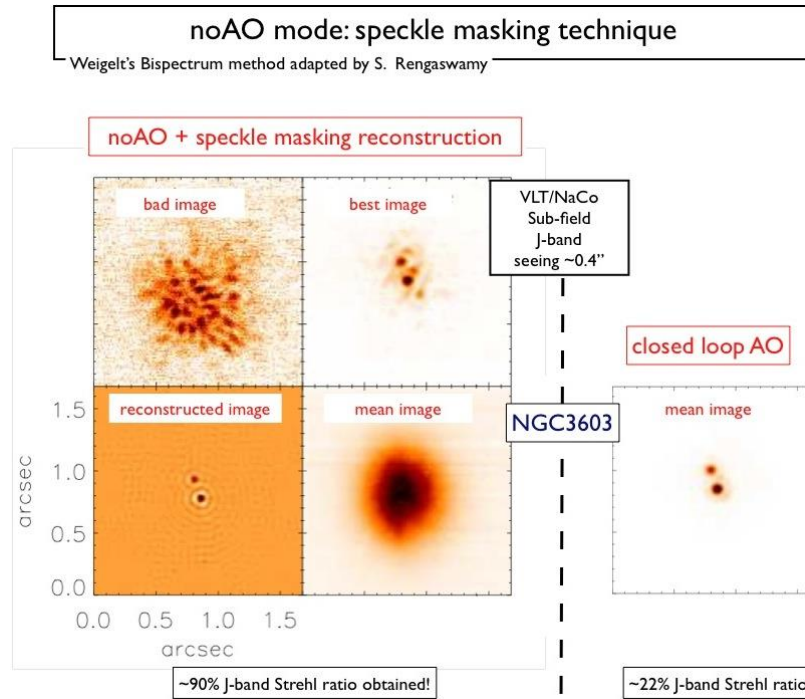 noAO mode: speckle masking technique
Weigelt's Bispectrum method adapted by S. Rengaswamy
noAO + speckle masking reconstruction
bad image
best image
VLT/NaCo
Sub-field
J-band
seeing ~0.4”
closed loop AO
reconstructed image
mean image
NGC3603
mean image
1.5
1.0
0.5
0.0
arcsec
0.0 0.5 1.0 1.5
arcsec
~90% J-band Strehl ratio obtained!
~22% J-band Strehl ratio